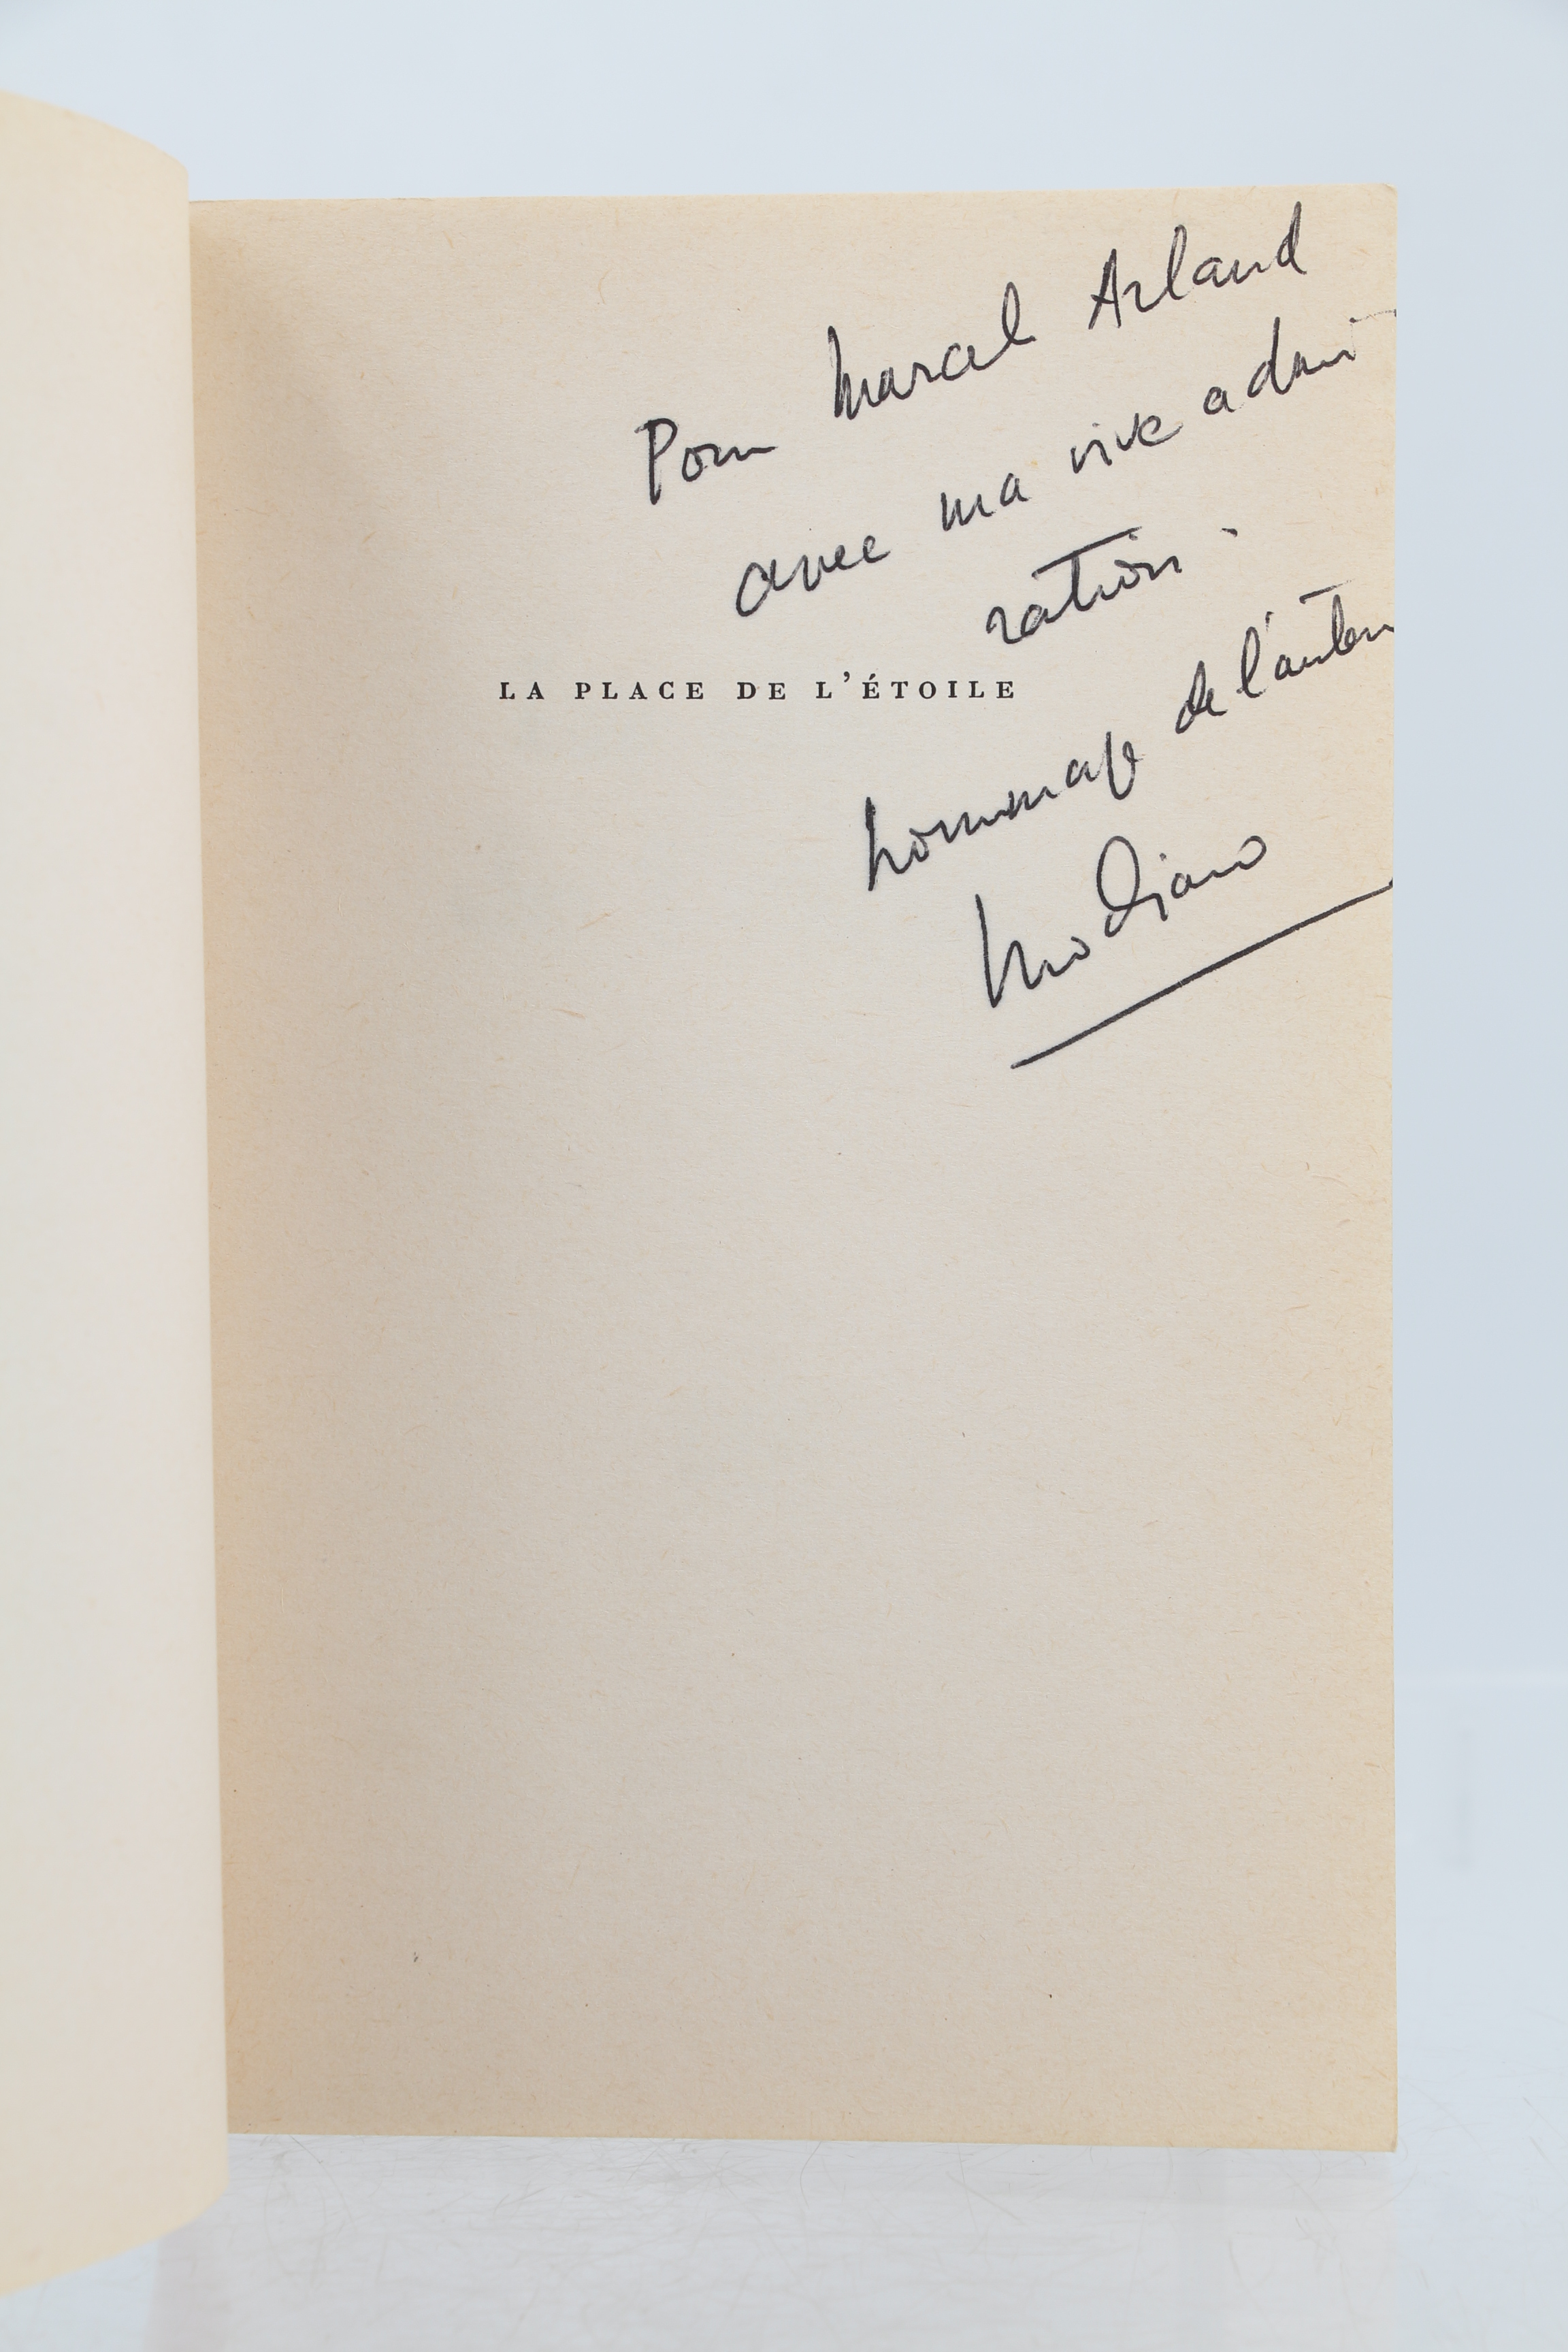 Pour Marcel Arland
avec ma vive admi
ration.
LA PLACE DE L'ÉTOILE
hommage de l'auteur
Modiano